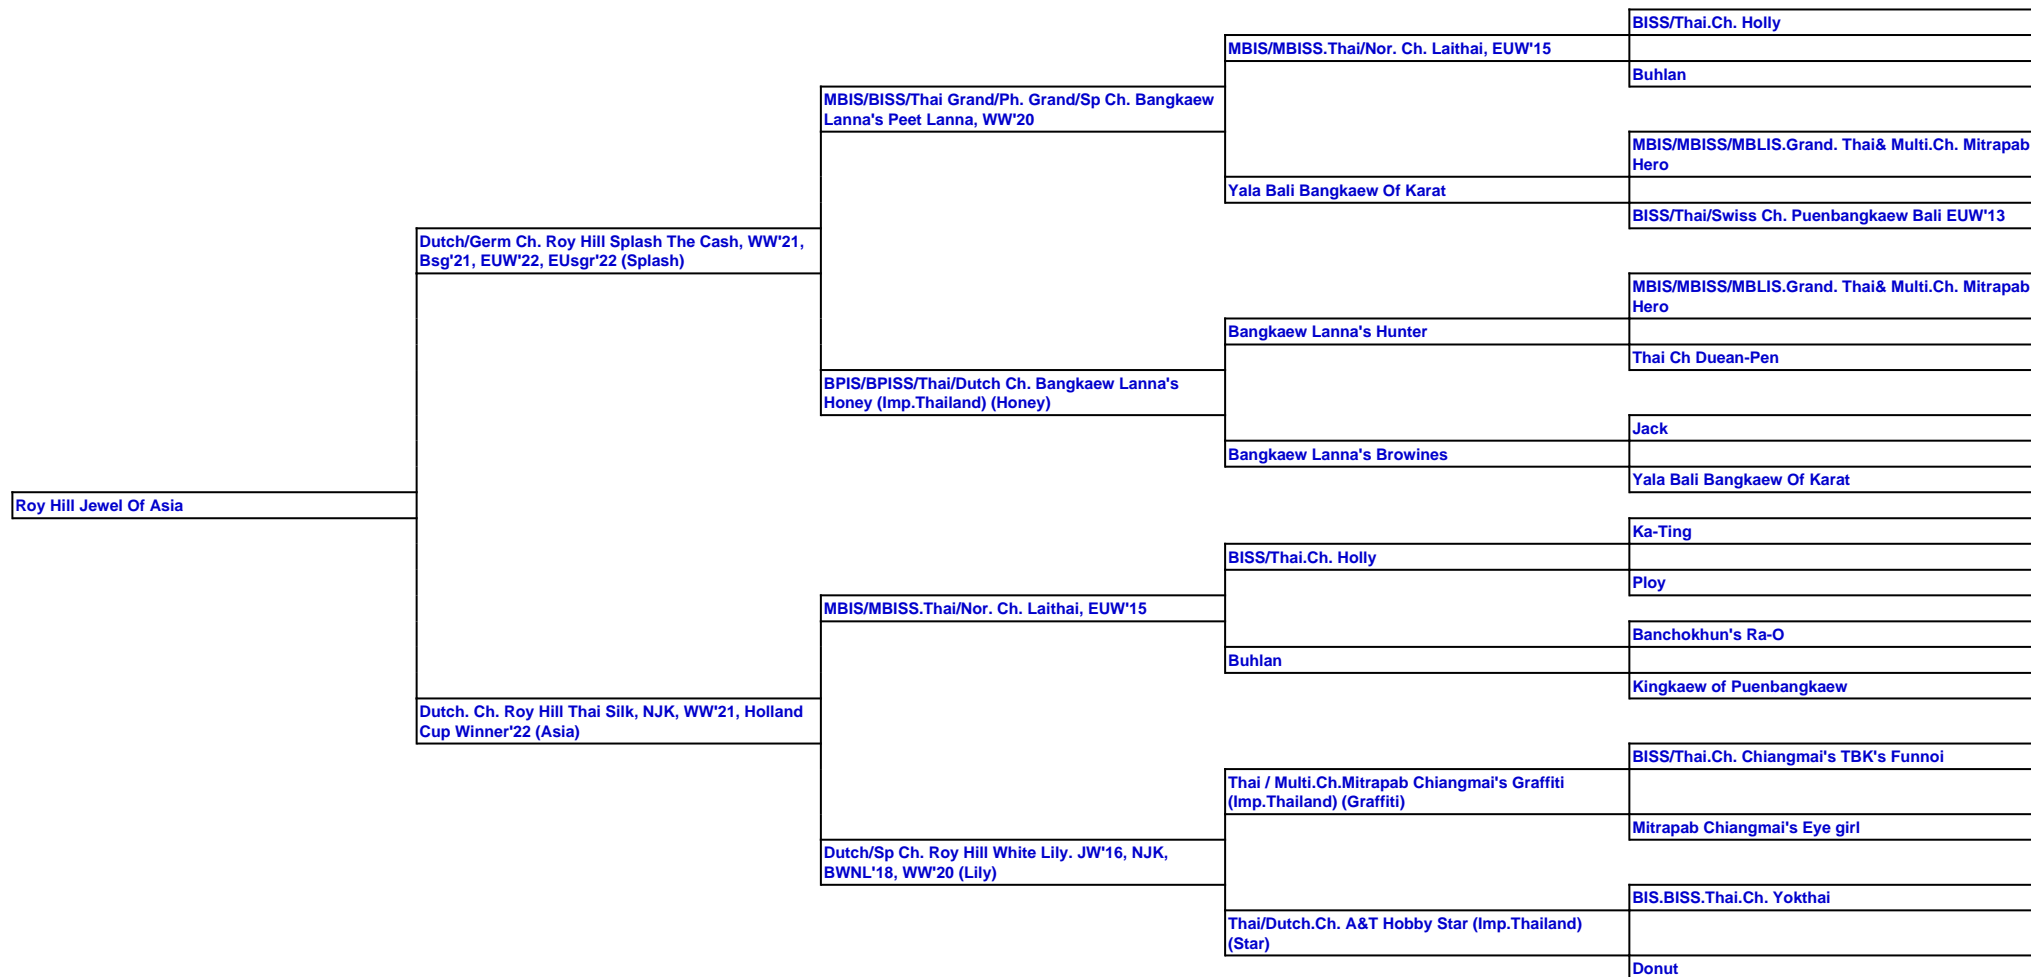 BISS/Thai.Ch. Holly
MBIS/MBISS.Thai/Nor. Ch. Laithai, EUW'15
Buhlan
MBIS/BISS/Thai Grand/Ph. Grand/Sp Ch. Bangkaew
Lanna's Peet Lanna, WW'20
MBIS/MBISS/MBLIS.Grand. Thai& Multi.Ch. Mitrapab
Hero
Yala Bali Bangkaew Of Karat
BISS/Thai/Swiss Ch. Puenbangkaew Bali EUW'13
Dutch/Germ Ch. Roy Hill Splash The Cash, WW'21,
Bsg'21, EUW'22, EUsgr'22 (Splash)
MBIS/MBISS/MBLIS.Grand. Thai& Multi.Ch. Mitrapab
Hero
Bangkaew Lanna's Hunter
Thai Ch Duean-Pen
BPIS/BPISS/Thai/Dutch Ch. Bangkaew Lanna's
Honey (Imp.Thailand) (Honey)
Jack
Bangkaew Lanna's Browines
Yala Bali Bangkaew Of Karat
Roy Hill Jewel Of Asia
Ka-Ting
BISS/Thai.Ch. Holly
Ploy
MBIS/MBISS.Thai/Nor. Ch. Laithai, EUW'15
Banchokhun's Ra-O
Buhlan
Kingkaew of Puenbangkaew
Dutch. Ch. Roy Hill Thai Silk, NJK, WW'21, Holland
Cup Winner'22 (Asia)
BISS/Thai.Ch. Chiangmai's TBK's Funnoi
Thai / Multi.Ch.Mitrapab Chiangmai's Graffiti
(Imp.Thailand) (Graffiti)
Mitrapab Chiangmai's Eye girl
Dutch/Sp Ch. Roy Hill White Lily. JW'16, NJK,
BWNL'18, WW'20 (Lily)
BIS.BISS.Thai.Ch. Yokthai
Thai/Dutch.Ch. A&T Hobby Star (Imp.Thailand)
(Star)
Donut